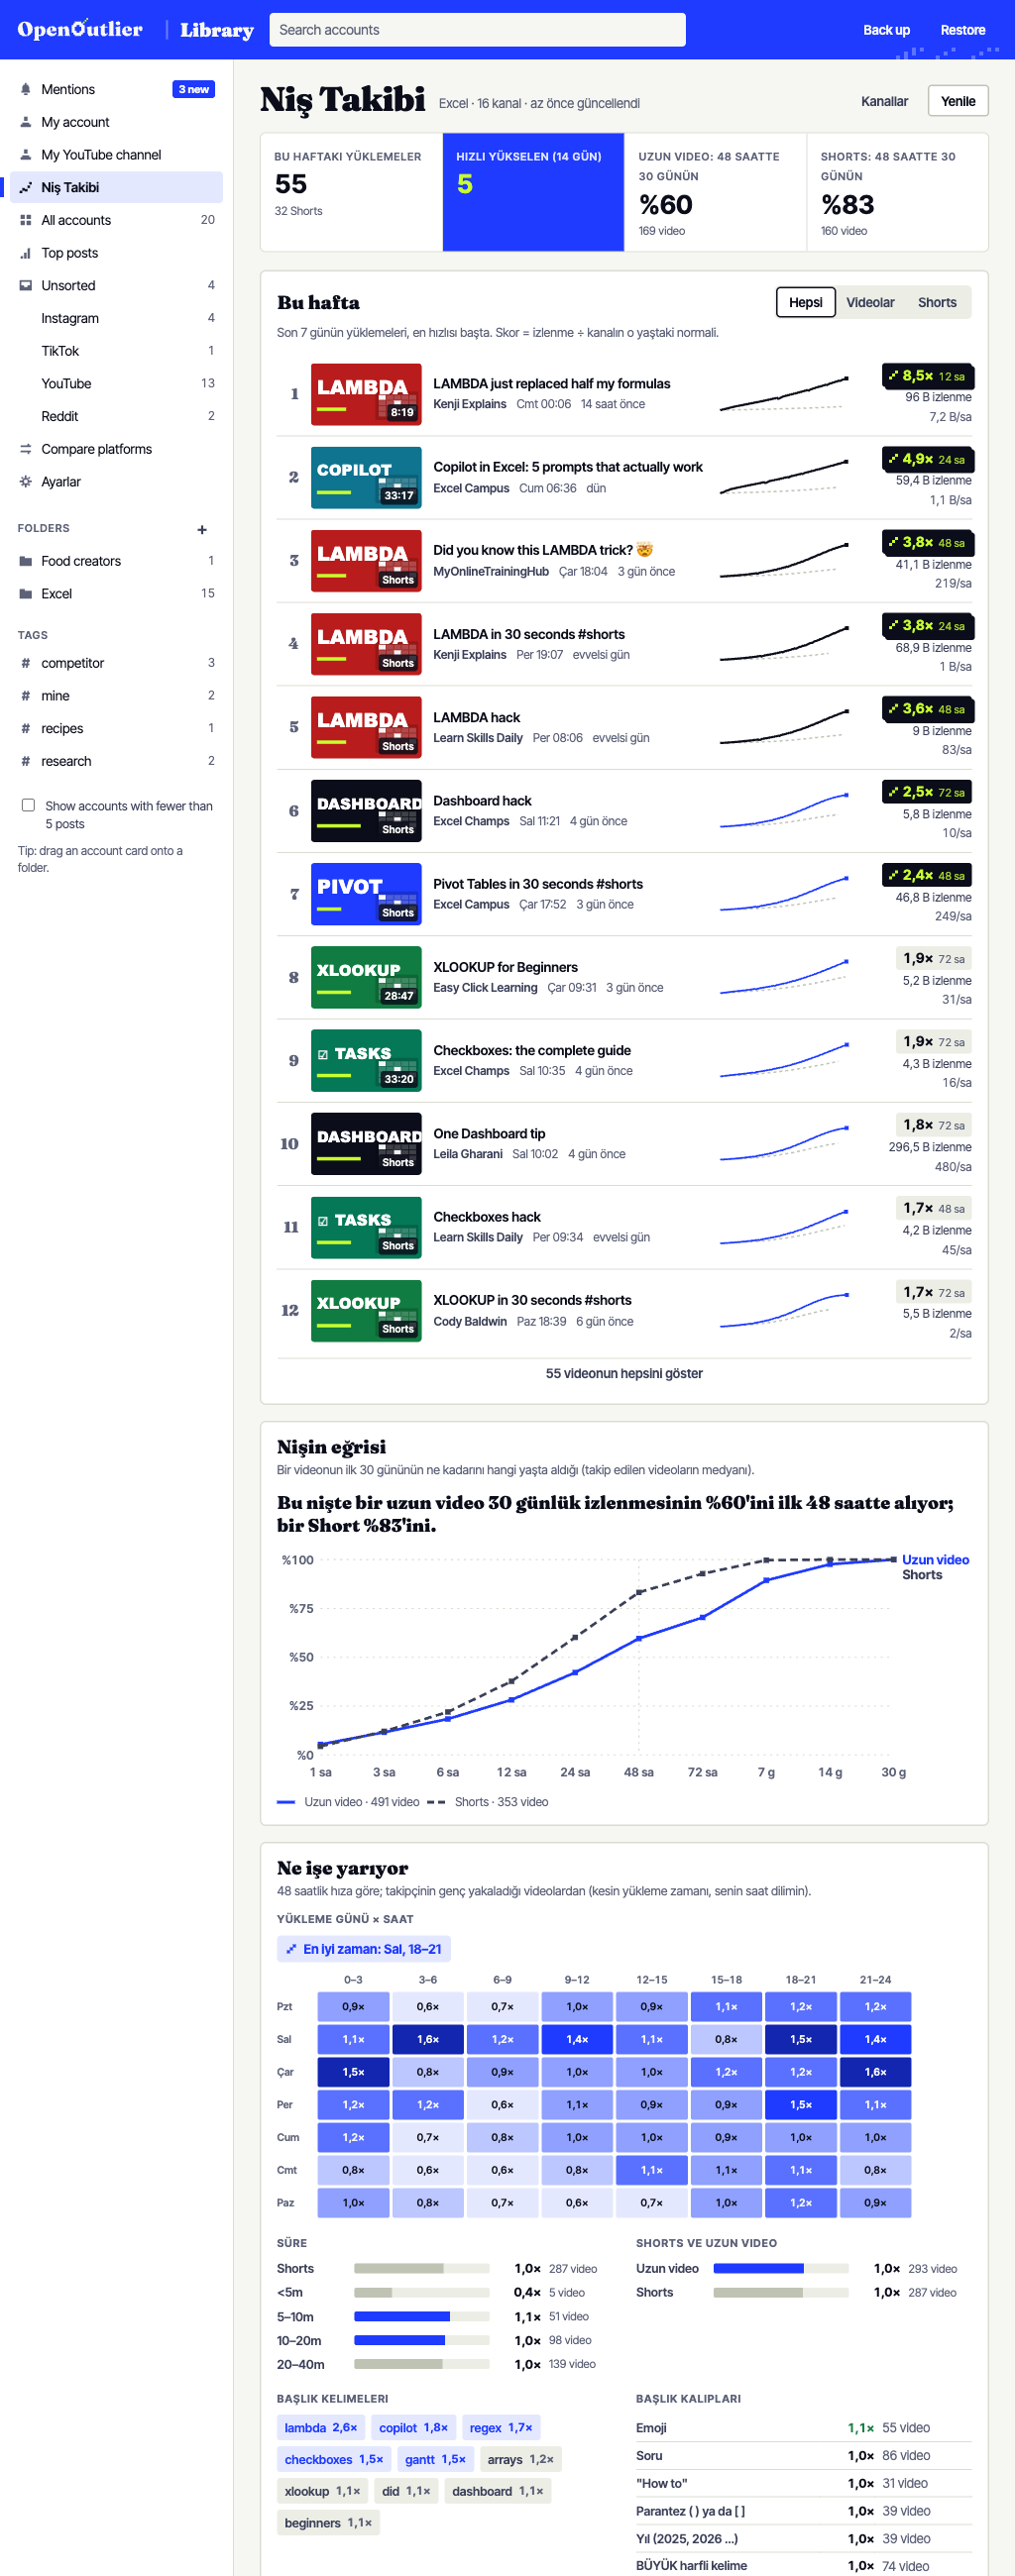 OpenOutlier
Library
Search accounts
Back up
Restore
Mentions
3 new
My account
My YouTube channel
Niş Takibi
All accounts
20
Top posts
Unsorted
4
Instagram
4
TikTok
1
YouTube
13
Reddit
2
Compare platforms
Ayarlar
FOLDERS
+
Food creators
1
Excel
15
TAGS
# competitor
3
# mine
2
# recipes
1
# research
2
Show accounts with fewer than
5 posts
Tip: drag an account card onto a
folder.
Niş Takibi
Excel · 16 kanal · az önce güncellendi
Kanallar
Yenile
BU HAFTAKI YÜKLEMELER
55
32 Shorts
HIZLI YÜKSELEN (14 GÜN)
5
UZUN VIDEO: 48 SAATTE
30 GÜNÜN
%60
169 video
SHORTS: 48 SAATTE 30
GÜNÜN
%83
160 video
Bu hafta
Hepsi
Videolar
Shorts
Son 7 günün yüklemeleri, en hızlısı başta. Skor = izlenme ÷ kanalın o yaştaki normali.
1
LAMBDA
8:19
LAMBDA just replaced half my formulas
Kenji Explains Cmt 00:06 14 saat önce
8,5× 12 sa
96 B izlenme
7,2 B/sa
2
COPILOT
33:17
Copilot in Excel: 5 prompts that actually work
Excel Campus Cum 06:36 dün
4,9× 24 sa
59,4 B izlenme
1,1 B/sa
3
LAMBDA
Shorts
Did you know this LAMBDA trick? 🤯
MyOnlineTrainingHub Çar 18:04 3 gün önce
3,8× 48 sa
41,1 B izlenme
219/sa
4
LAMBDA
Shorts
LAMBDA in 30 seconds #shorts
Kenji Explains Per 19:07 evvelsi gün
3,8× 24 sa
68,9 B izlenme
1 B/sa
5
LAMBDA
Shorts
LAMBDA hack
Learn Skills Daily Per 08:06 evvelsi gün
3,6× 48 sa
9 B izlenme
83/sa
6
DASHBOARD
Shorts
Dashboard hack
Excel Champs Sal 11:21 4 gün önce
2,5× 72 sa
5,8 B izlenme
10/sa
7
PIVOT
Shorts
Pivot Tables in 30 seconds #shorts
Excel Campus Çar 17:52 3 gün önce
2,4× 48 sa
46,8 B izlenme
249/sa
8
XLOOKUP
28:47
XLOOKUP for Beginners
Easy Click Learning Çar 09:31 3 gün önce
1,9× 72 sa
5,2 B izlenme
31/sa
9
☑ TASKS
33:20
Checkboxes: the complete guide
Excel Champs Sal 10:35 4 gün önce
1,9× 72 sa
4,3 B izlenme
16/sa
10
DASHBOARD
Shorts
One Dashboard tip
Leila Gharani Sal 10:02 4 gün önce
1,8× 72 sa
296,5 B izlenme
480/sa
11
☑ TASKS
Shorts
Checkboxes hack
Learn Skills Daily Per 09:34 evvelsi gün
1,7× 48 sa
4,2 B izlenme
45/sa
12
XLOOKUP
Shorts
XLOOKUP in 30 seconds #shorts
Cody Baldwin Paz 18:39 6 gün önce
1,7× 72 sa
5,5 B izlenme
2/sa
55 videonun hepsini göster
Nişin eğrisi
Bir videonun ilk 30 gününün ne kadarını hangi yaşta aldığı (takip edilen videoların medyanı).
Bu nişte bir uzun video 30 günlük izlenmesinin %60'ini ilk 48 saatte alıyor;
bir Short %83'ini.
%100
%75
%50
%25
%0
1 sa 3 sa 6 sa 12 sa 24 sa 48 sa 72 sa 7 g 14 g 30 g
Uzun video
Shorts
Uzun video · 491 video
Shorts · 353 video
Ne işe yarıyor
48 saatlik hıza göre; takipçinin genç yakaladığı videolardan (kesin yükleme zamanı, senin saat dilimin).
YÜKLEME GÜNÜ × SAAT
En iyi zaman: Sal, 18–21
0–3 3–6 6–9 9–12 12–15 15–18 18–21 21–24
Pzt 0,9× 0,6× 0,7× 1,0× 0,9× 1,1× 1,2× 1,2×
Sal 1,1× 1,6× 1,2× 1,4× 1,1× 0,8× 1,5× 1,4×
Çar 1,5× 0,8× 0,9× 1,0× 1,0× 1,2× 1,2× 1,6×
Per 1,2× 1,2× 0,6× 1,1× 0,9× 0,9× 1,5× 1,1×
Cum 1,2× 0,7× 0,8× 1,0× 1,0× 0,9× 1,0× 1,0×
Cmt 0,8× 0,6× 0,6× 0,8× 1,1× 1,1× 1,1× 0,8×
Paz 1,0× 0,8× 0,7× 0,6× 0,7× 1,0× 1,2× 0,9×
SÜRE
Shorts 1,0× 287 video
<5m 0,4× 5 video
5–10m 1,1× 51 video
10–20m 1,0× 98 video
20–40m 1,0× 139 video
SHORTS VE UZUN VIDEO
Uzun video 1,0× 293 video
Shorts 1,0× 287 video
BAŞLIK KELIMELERI
lambda 2,6× copilot 1,8× regex 1,7×
checkboxes 1,5× gantt 1,5× arrays 1,2×
xlookup 1,1× did 1,1× dashboard 1,1×
beginners 1,1×
BAŞLIK KALIPLARI
Emoji 1,1× 55 video
Soru 1,0× 86 video
"How to" 1,0× 31 video
Parantez ( ) ya da [ ] 1,0× 39 video
Yıl (2025, 2026 ...) 1,0× 39 video
BÜYÜK harfli kelime 1,0× 74 video